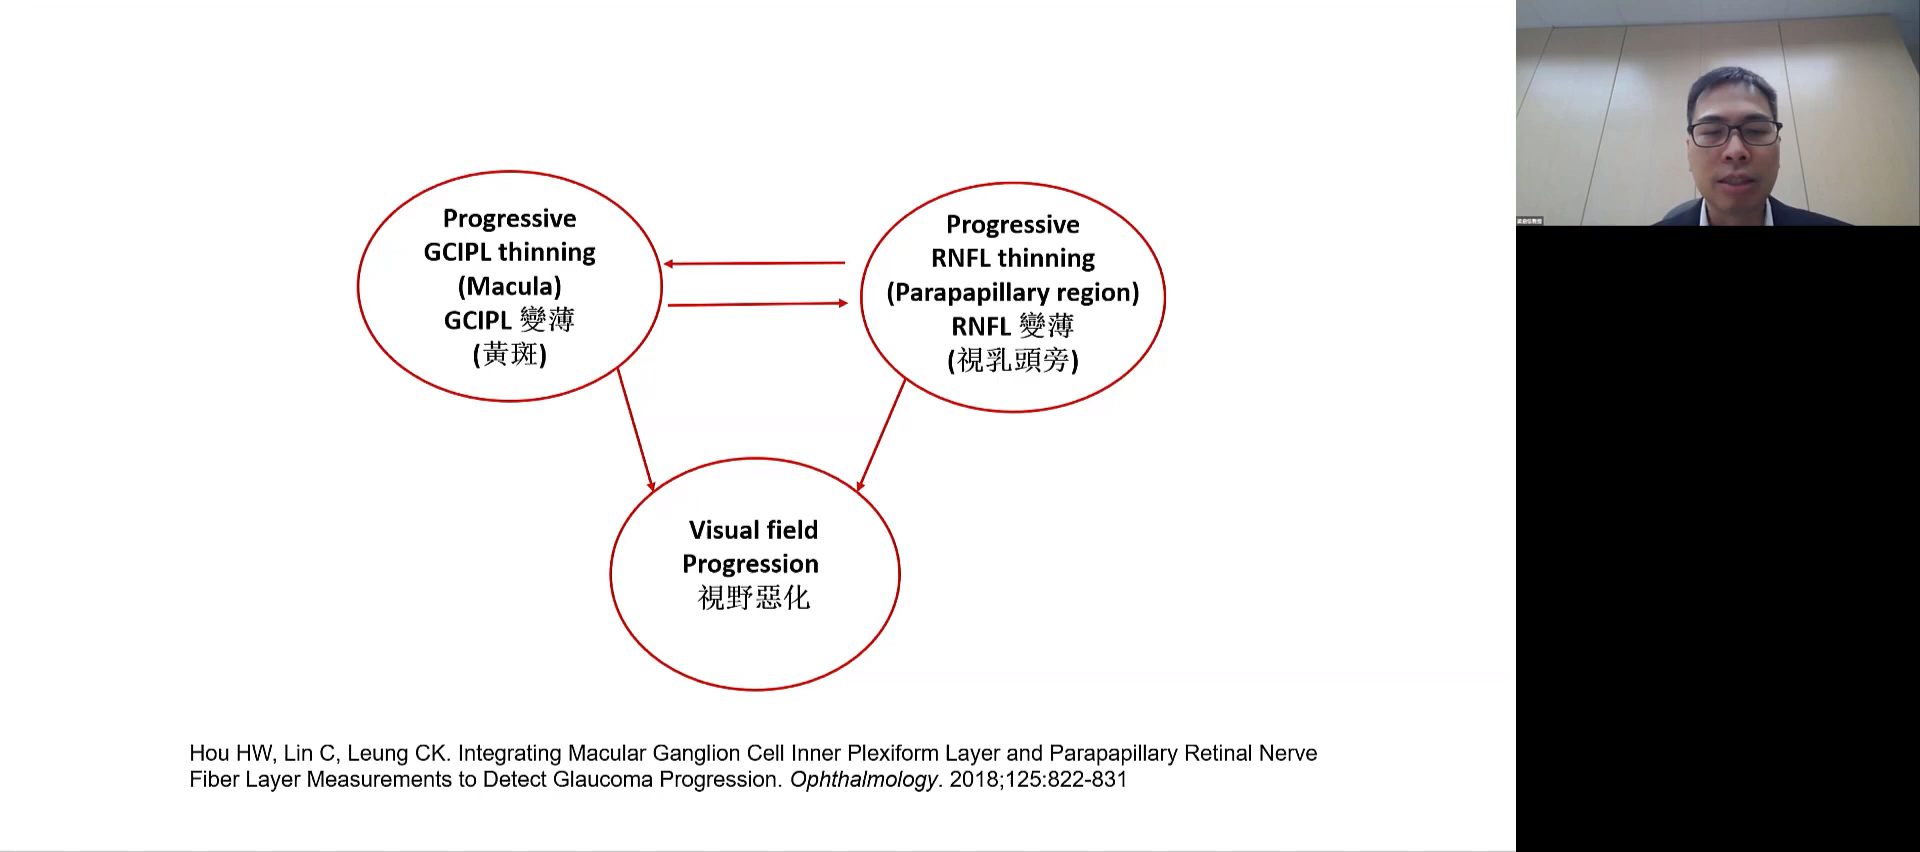 Progressive
GCIPL thinning
(Macula)
GCIPL 變薄
(黃斑)
Progressive
RNFL thinning
(Parapapillary region)
RNFL 變薄
(視乳頭旁)
Visual field
Progression
視野惡化
Hou HW, Lin C, Leung CK. Integrating Macular Ganglion Cell Inner Plexiform Layer and Parapapillary Retinal Nerve
Fiber Layer Measurements to Detect Glaucoma Progression. Ophthalmology. 2018;125:822-831